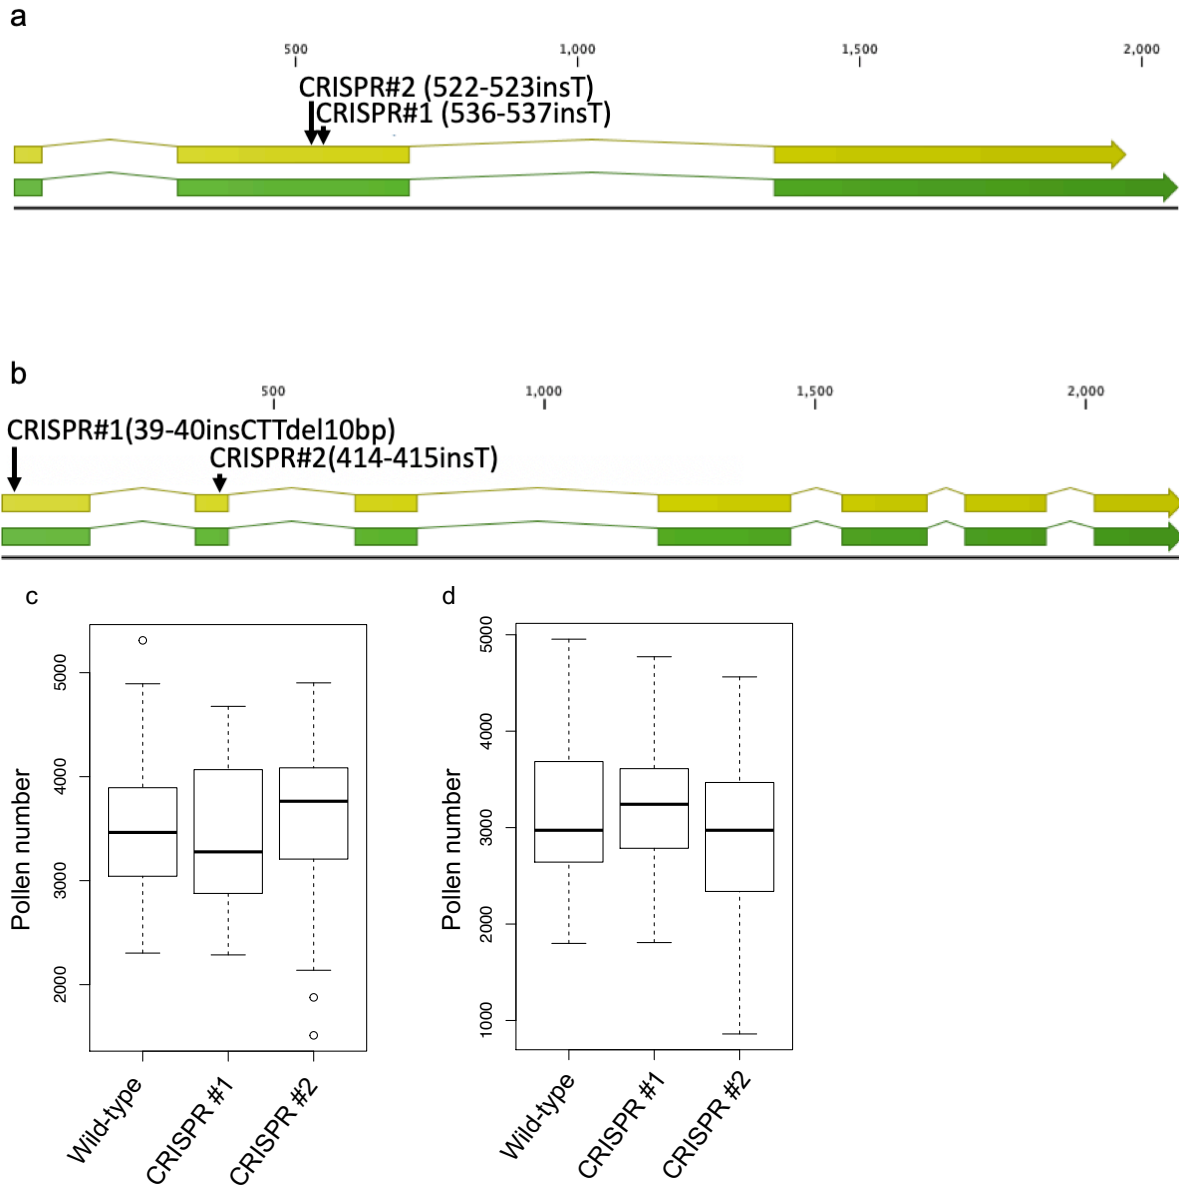 a
500 1,000 1,500 2,000
CRISPR#2 (522-523insT)
CRISPR#1 (536-537insT)
b
500 1,000 1,500 2,000
CRISPR#1(39-40insCTTdel10bp)
CRISPR#2(414-415insT)
c
Pollen number
5000
4000
3000
2000
Wild-type
CRISPR #1
CRISPR #2
d
Pollen number
5000
4000
3000
2000
1000
Wild-type
CRISPR #1
CRISPR #2